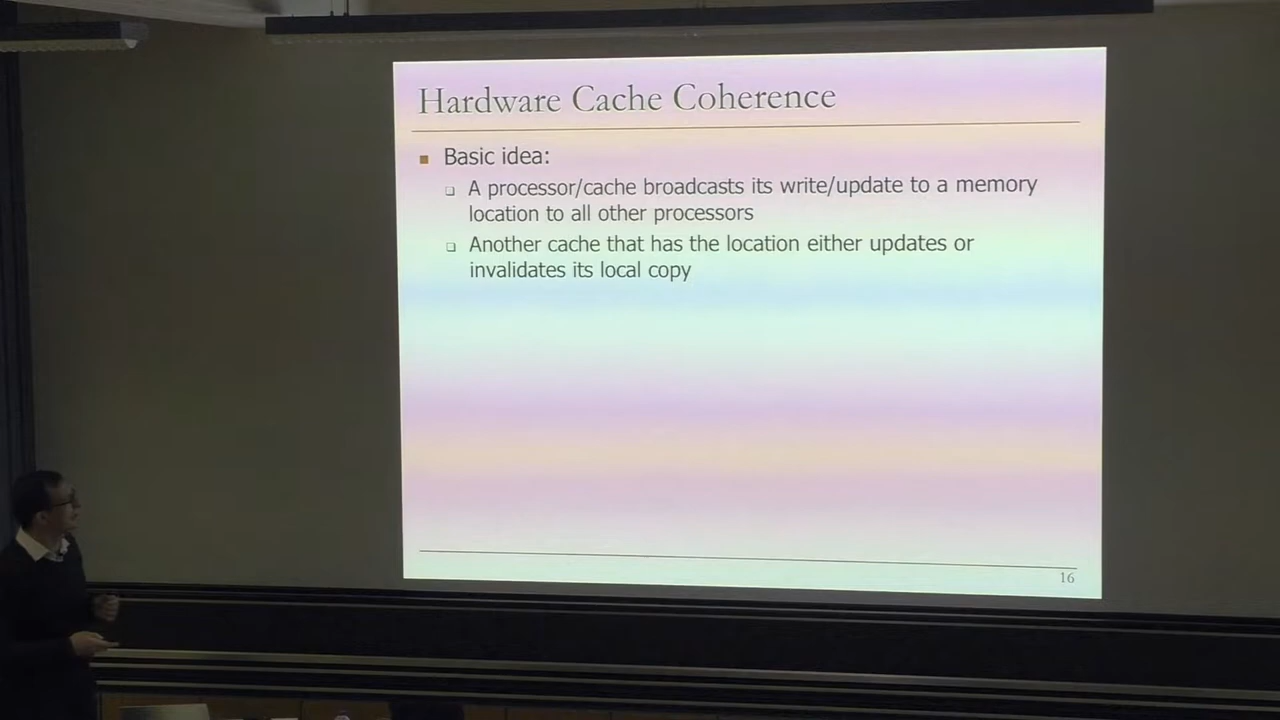 Hardware Cache Coherence
Basic idea:
A processor/cache broadcasts its write/update to a memory
location to all other processors
Another cache that has the location either updates or
invalidates its local copy
16